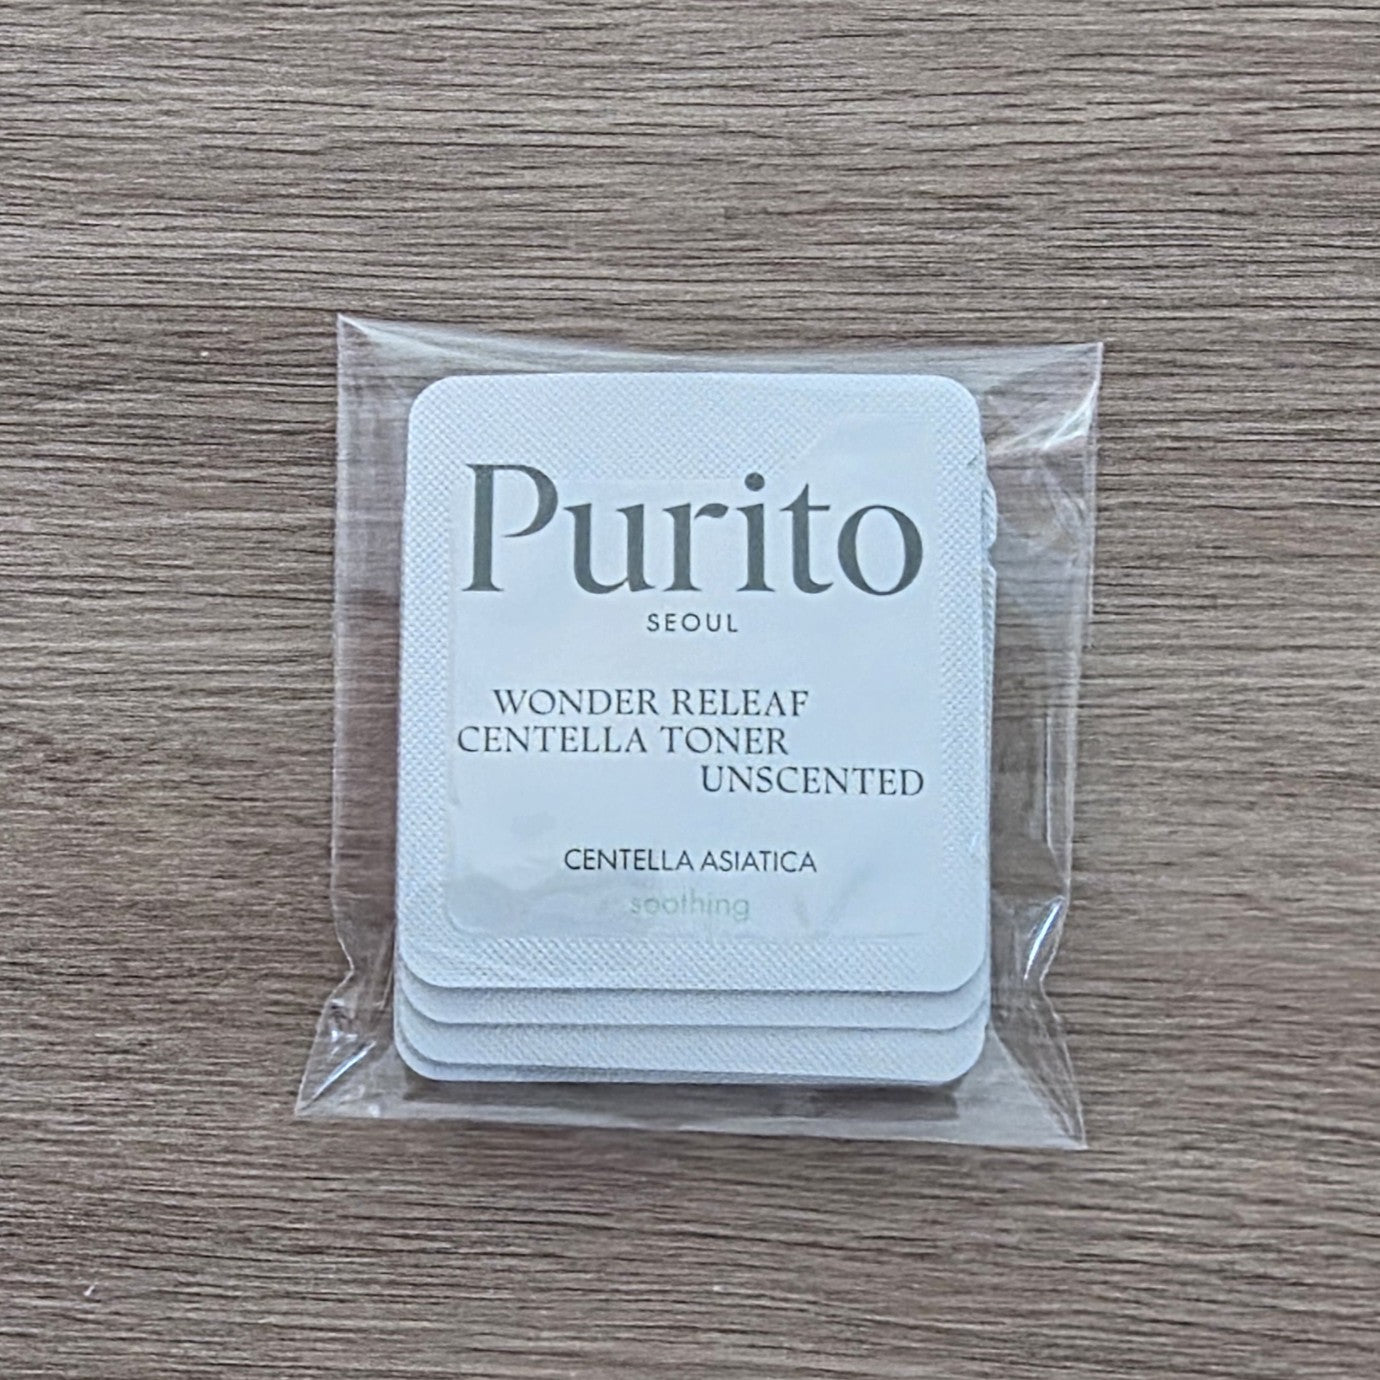 Purito
SEOUL
WONDER RELEAF
CENTELLA TONER
UNSCENTED
CENTELLA ASIATICA
soothing